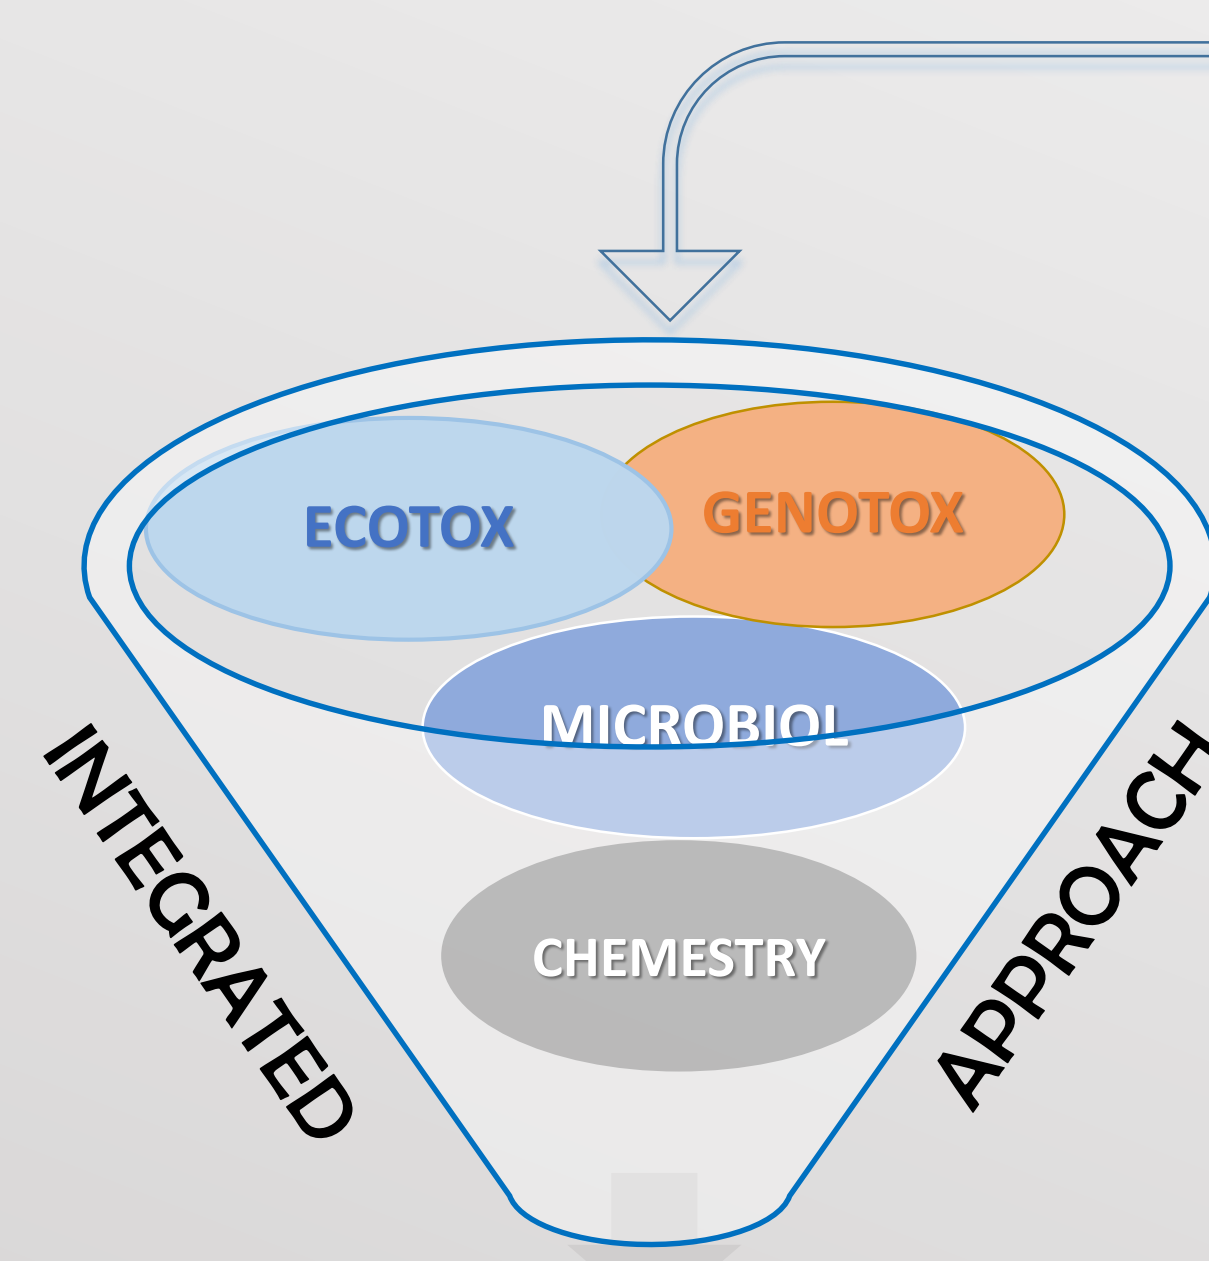 ECOTOX
GENOTOX
MICROBIOL
CHEMESTRY
INTEGRATED
APPROACH